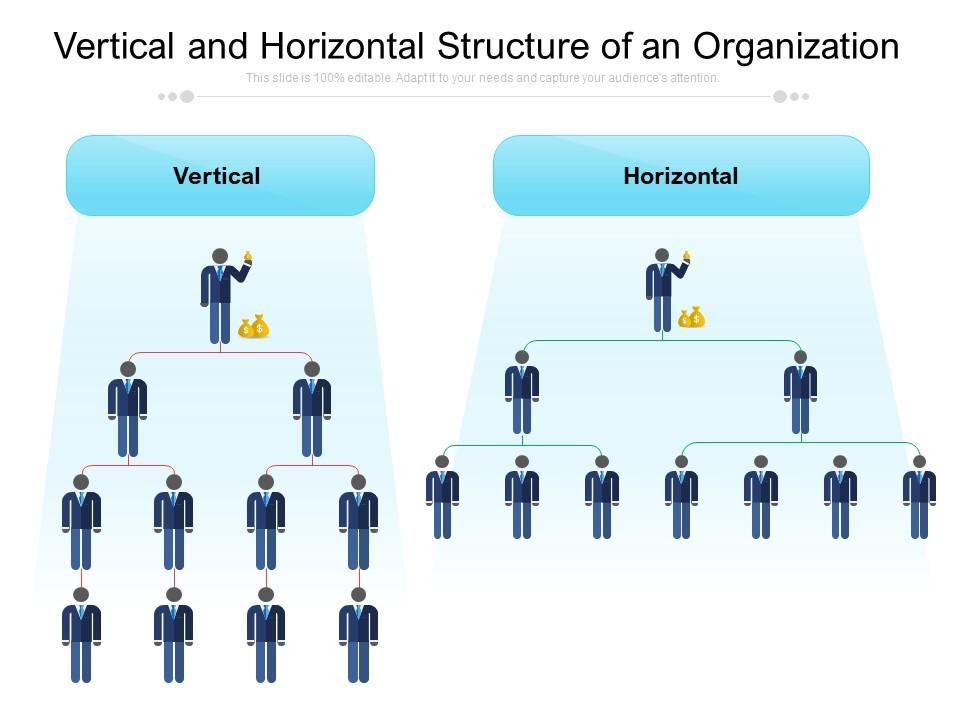 Vertical and Horizontal Structure of an Organization
This slide is 100% editable. Adapt it to your needs and capture your audience's attention.
Vertical
Horizontal
$
$
$
$